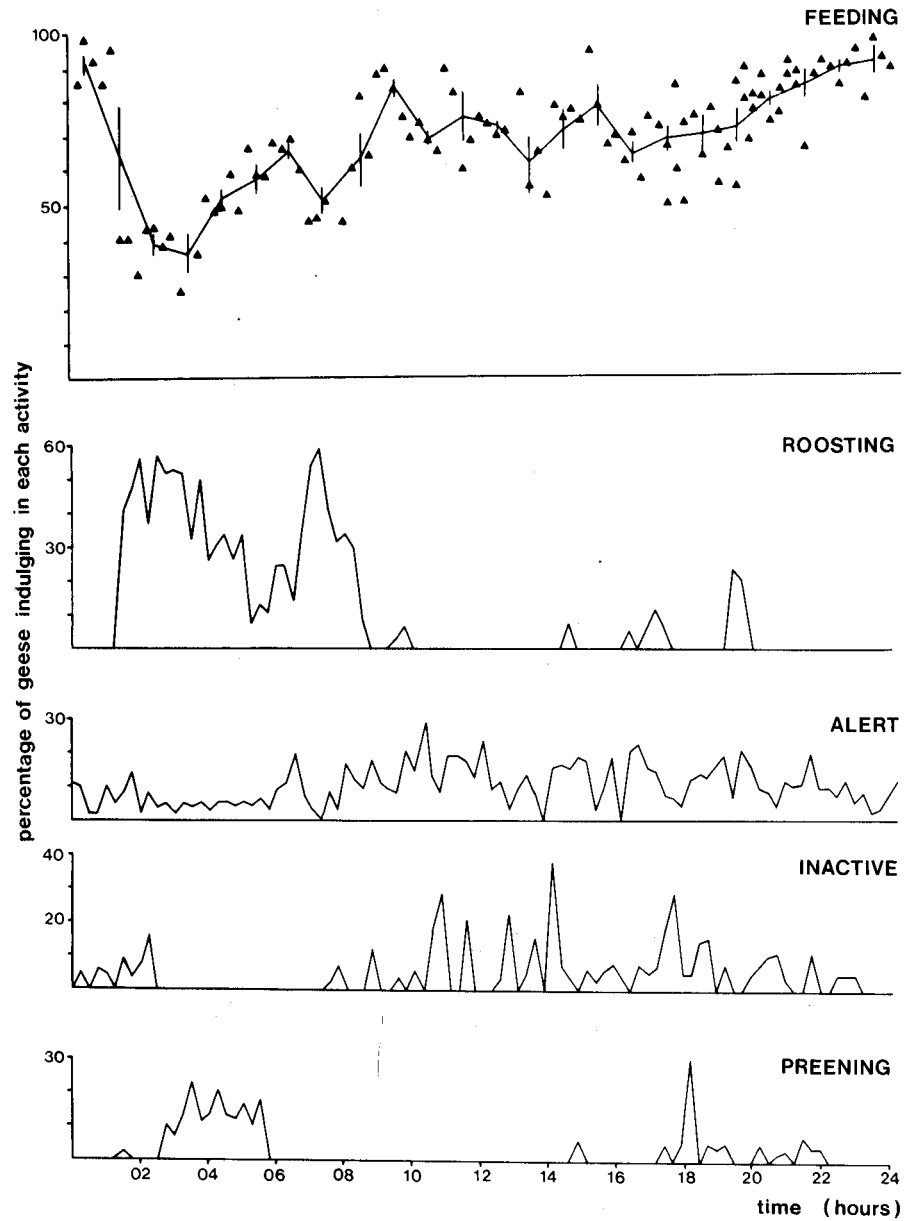 FEEDING
100
50
percentage of geese indulging in each activity
ROOSTING
60
30
ALERT
30
INACTIVE
40
20
PREENING
30
02 04 06 08 10 12 14 16 18 20 22 24
time (hours)